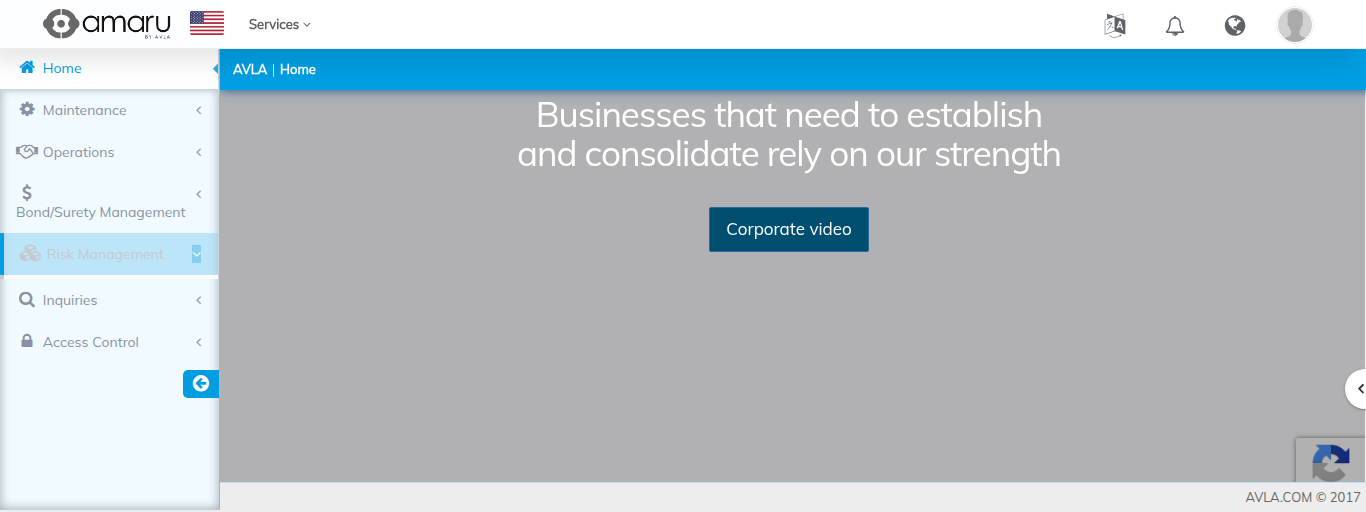 amaru
BY AVLA
Services
Home
AVLA | Home
Maintenance
Operations
Bond/Surety Management
Risk Management
Inquiries
Access Control
Businesses that need to establish
and consolidate rely on our strength
Corporate video
AVLA.COM © 2017